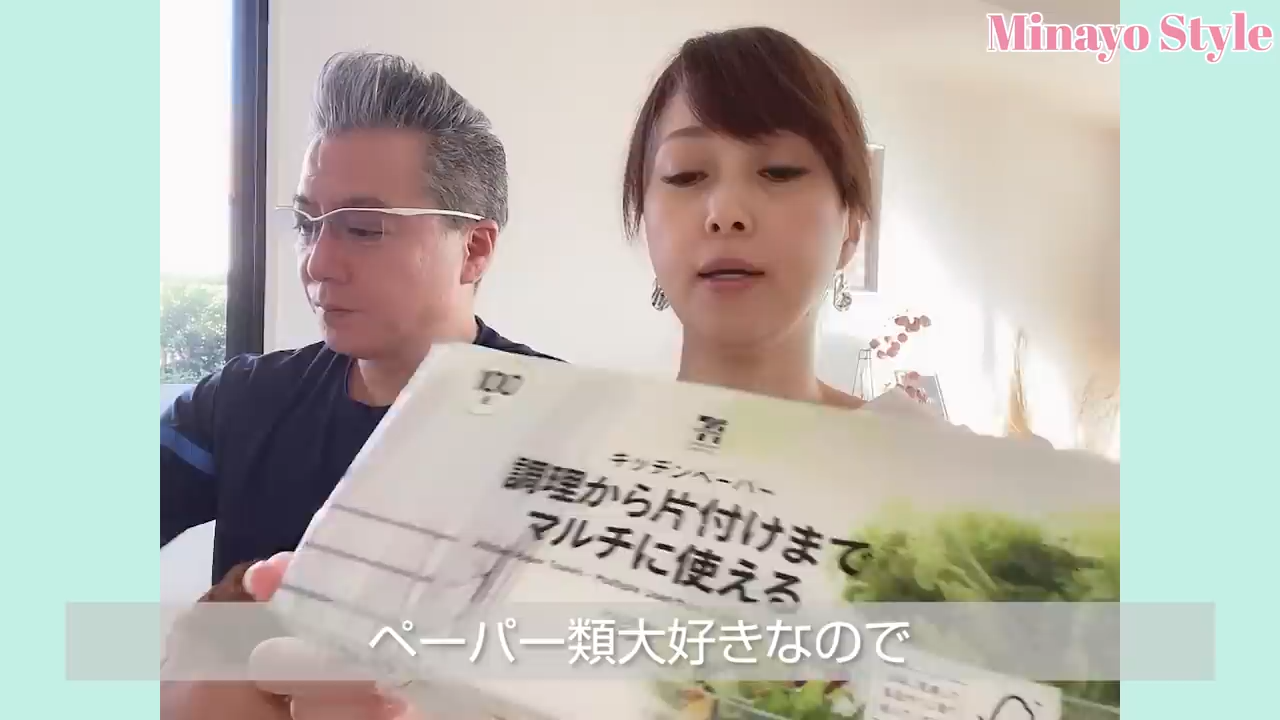 Minayo Style
100
キッチンペーパー
調理から片付けまで
マルチに使える
ペーパー類大好きなので